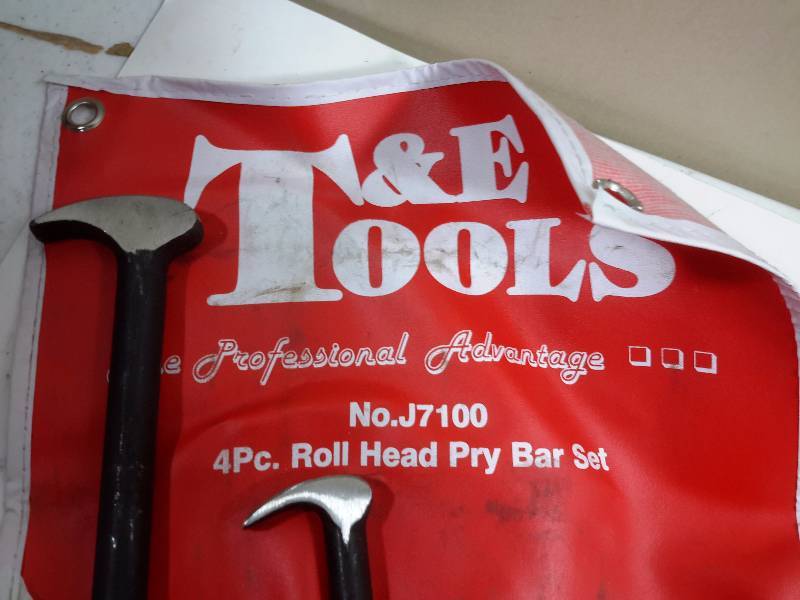 T&E
TOOLS
Professional Advantage
No.J7100
4Pc. Roll Head Pry Bar Set